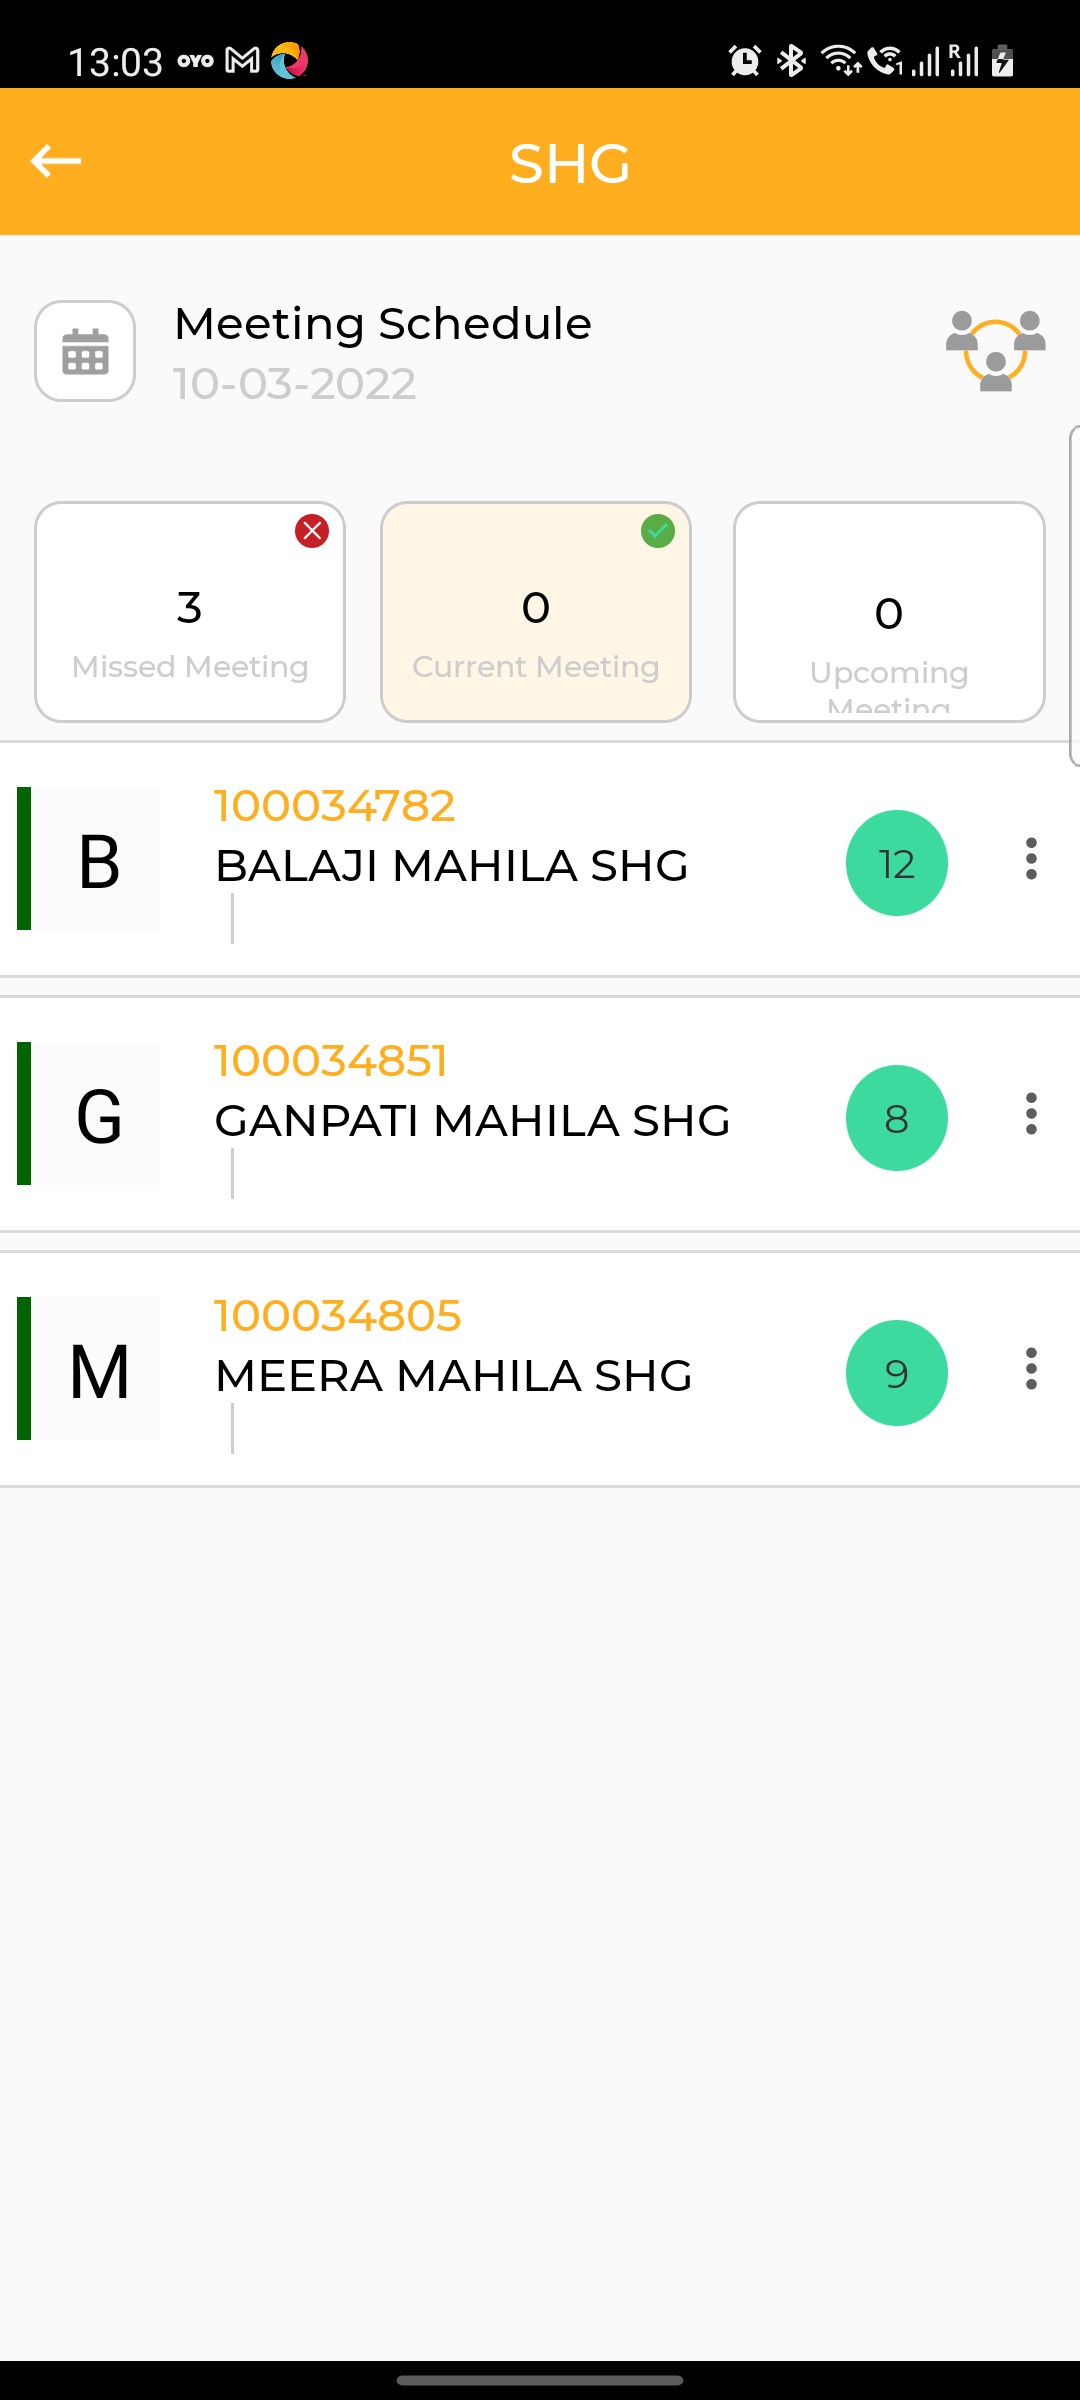 13:03 OYO
R
1
SHG
Meeting Schedule
10-03-2022
3
Missed Meeting
0
Current Meeting
0
Upcoming
Meeting
B
100034782
BALAJI MAHILA SHG
12
G
100034851
GANPATI MAHILA SHG
8
M
100034805
MEERA MAHILA SHG
9